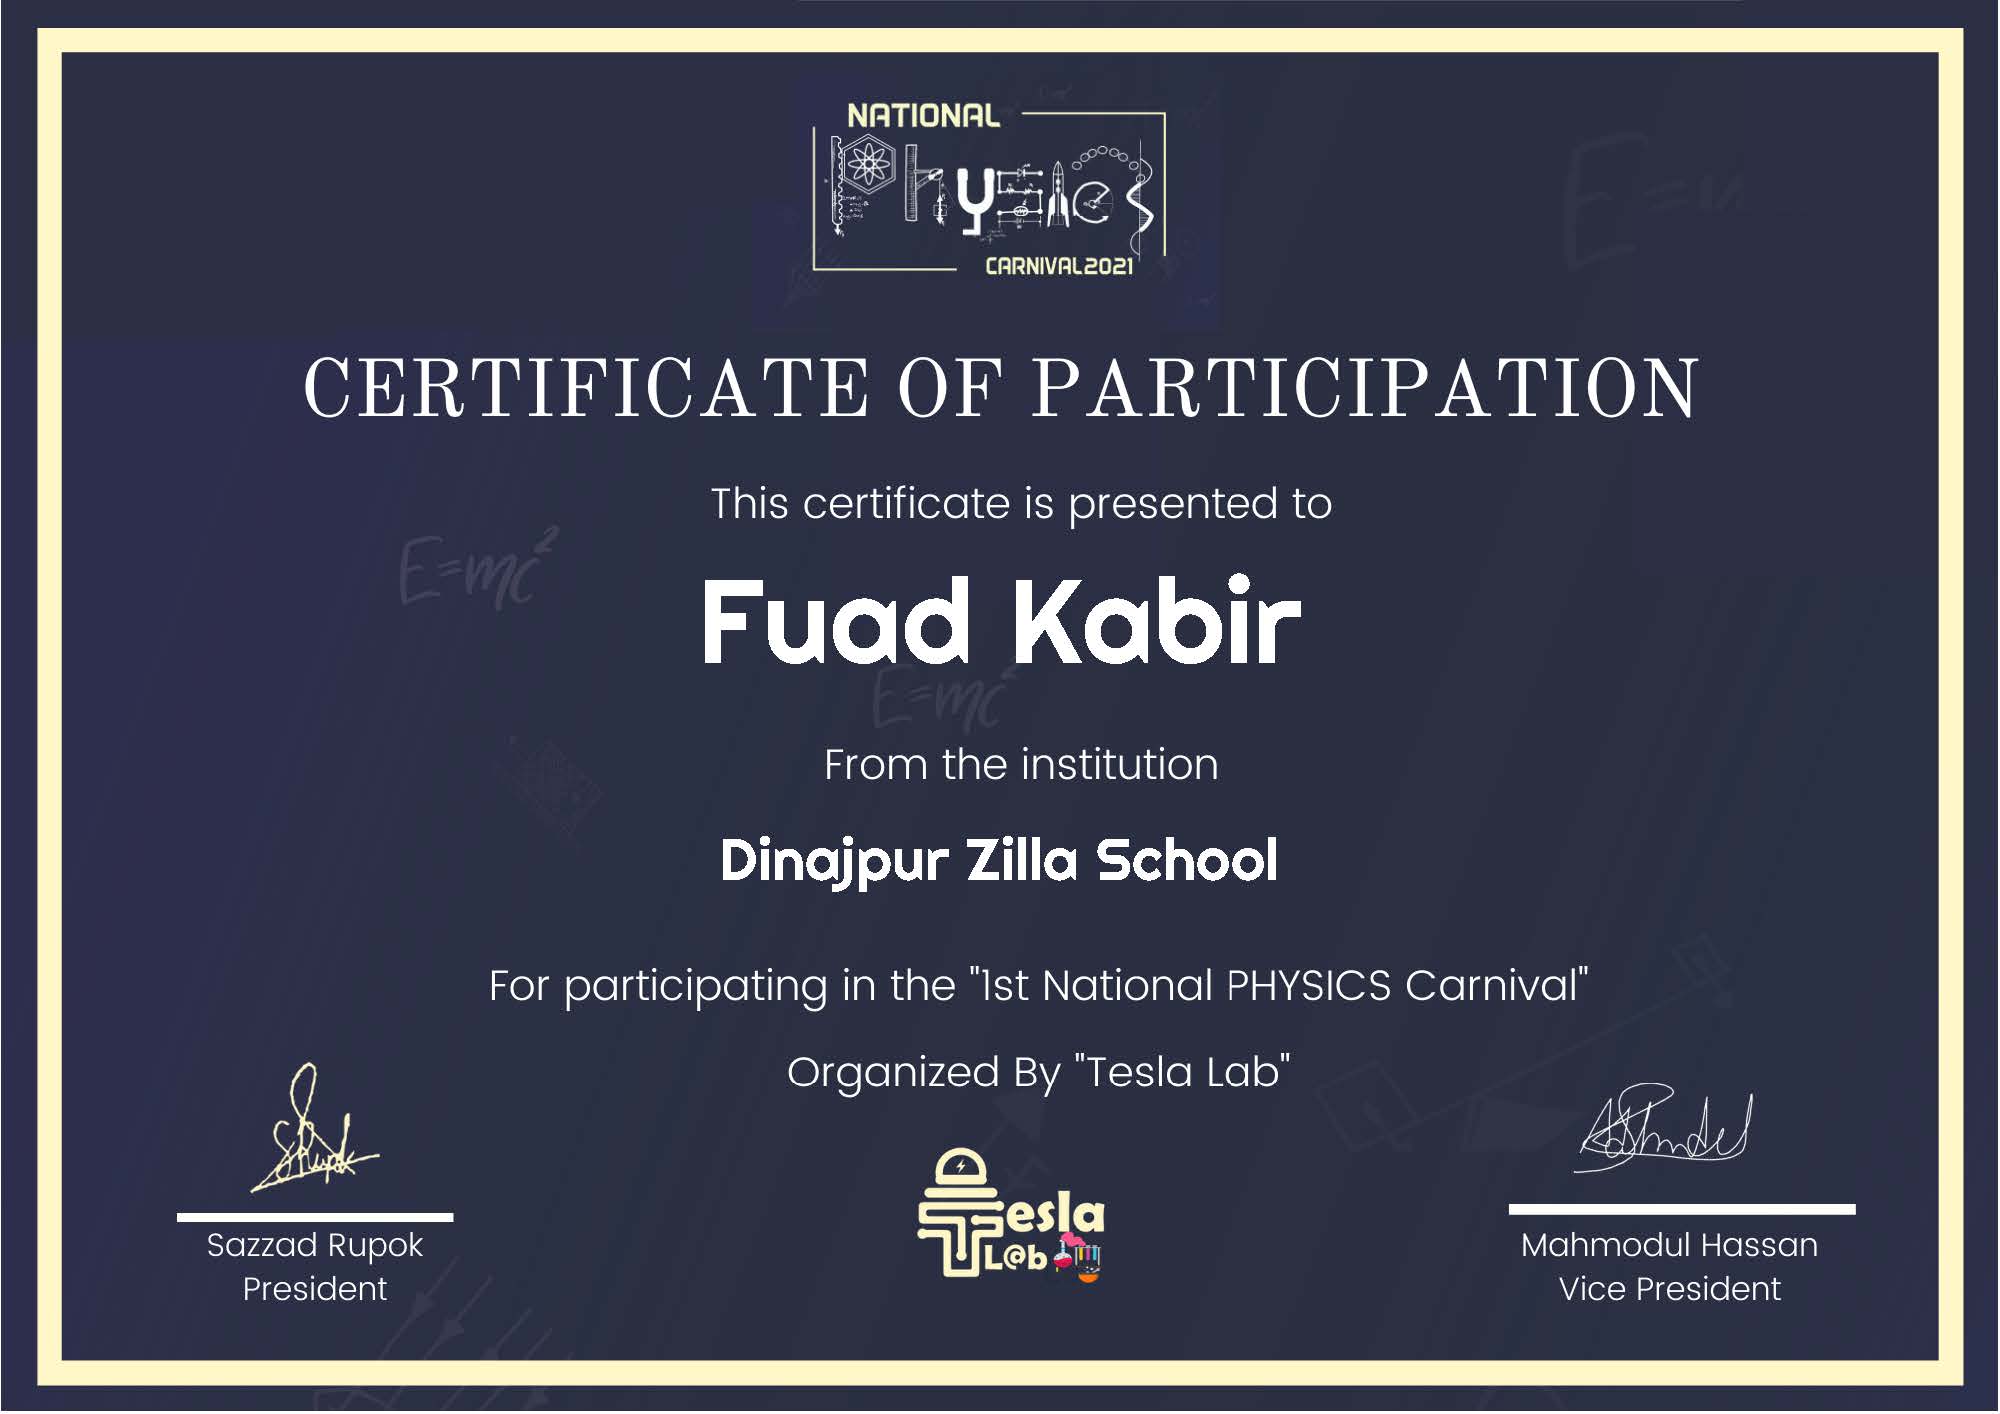 NATIONAL
Physics
CARNIVAL2021
E=m
CERTIFICATE OF PARTICIPATION
This certificate is presented to
E=mc²
Fuad Kabir
E=mc²
From the institution
Dinajpur Zilla School
For participating in the "1st National PHYSICS Carnival"
Organized By "Tesla Lab"
Tesla
L@b
Sazzad Rupok
President
Mahmodul Hassan
Vice President